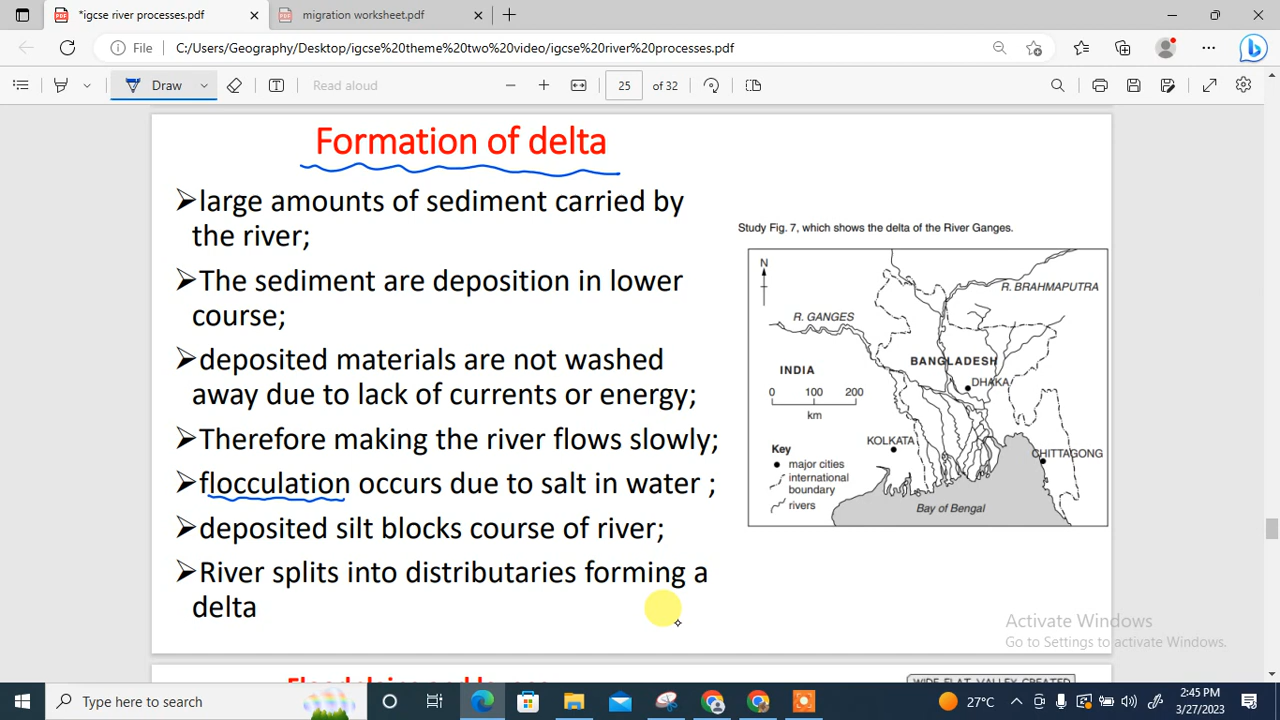 *igcse river processes.pdf
migration worksheet.pdf
File
C:/Users/Geography/Desktop/igcse%20theme%20two%20video/igcse%20river%20processes.pdf
Draw
Read aloud
25
of 32
Formation of delta
➢large amounts of sediment carried by
the river;
➢The sediment are deposition in lower
course;
➢deposited materials are not washed
away due to lack of currents or energy;
➢Therefore making the river flows slowly;
➢flocculation occurs due to salt in water ;
➢deposited silt blocks course of river;
➢River splits into distributaries forming a
delta
Study Fig. 7, which shows the delta of the River Ganges.
N
R. BRAHMAPUTRA
R. GANGES
BANGLADESH
INDIA
DHAKA
0 100 200
km
KOLKATA
CHITTAGONG
Key
major cities
international
boundary
rivers
Bay of Bengal
Activate Windows
Go to Settings to activate Windows.
WIDE FLAT VALLEY CREATED
Type here to search
27°C
2:45 PM
3/27/2023